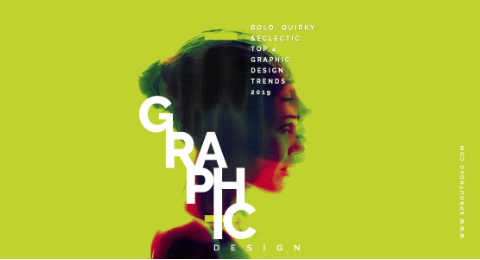 BOLD, QUIRKY
&ECLECTIC:
TOP 4
GRAPHIC
DESIGN
TRENDS
2019
G
RA
PH
IC
DESIGN
WWW.SPROUTROAD.COM